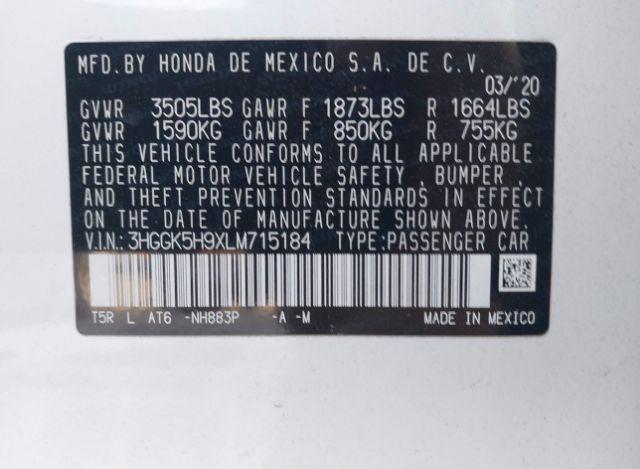 MFD.BY HONDA DE MEXICO S.A. DE C.V.
03/'20
GVWR 3505LBS GAWR F 1873LBS R 1664LBS
GVWR 1590KG GAWR F 850KG R 755KG
THIS VEHICLE CONFORMS TO ALL APPLICABLE
FEDERAL MOTOR VEHICLE SAFETY , BUMPER ,
AND THEFT PREVENTION STANDARDS IN EFFECT
ON THE DATE OF MANUFACTURE SHOWN ABOVE.
V.I.N.: 3HGGK5H9XLM715184 TYPE:PASSENGER CAR
T5R L AT6 -NH883P -A -M MADE IN MEXICO